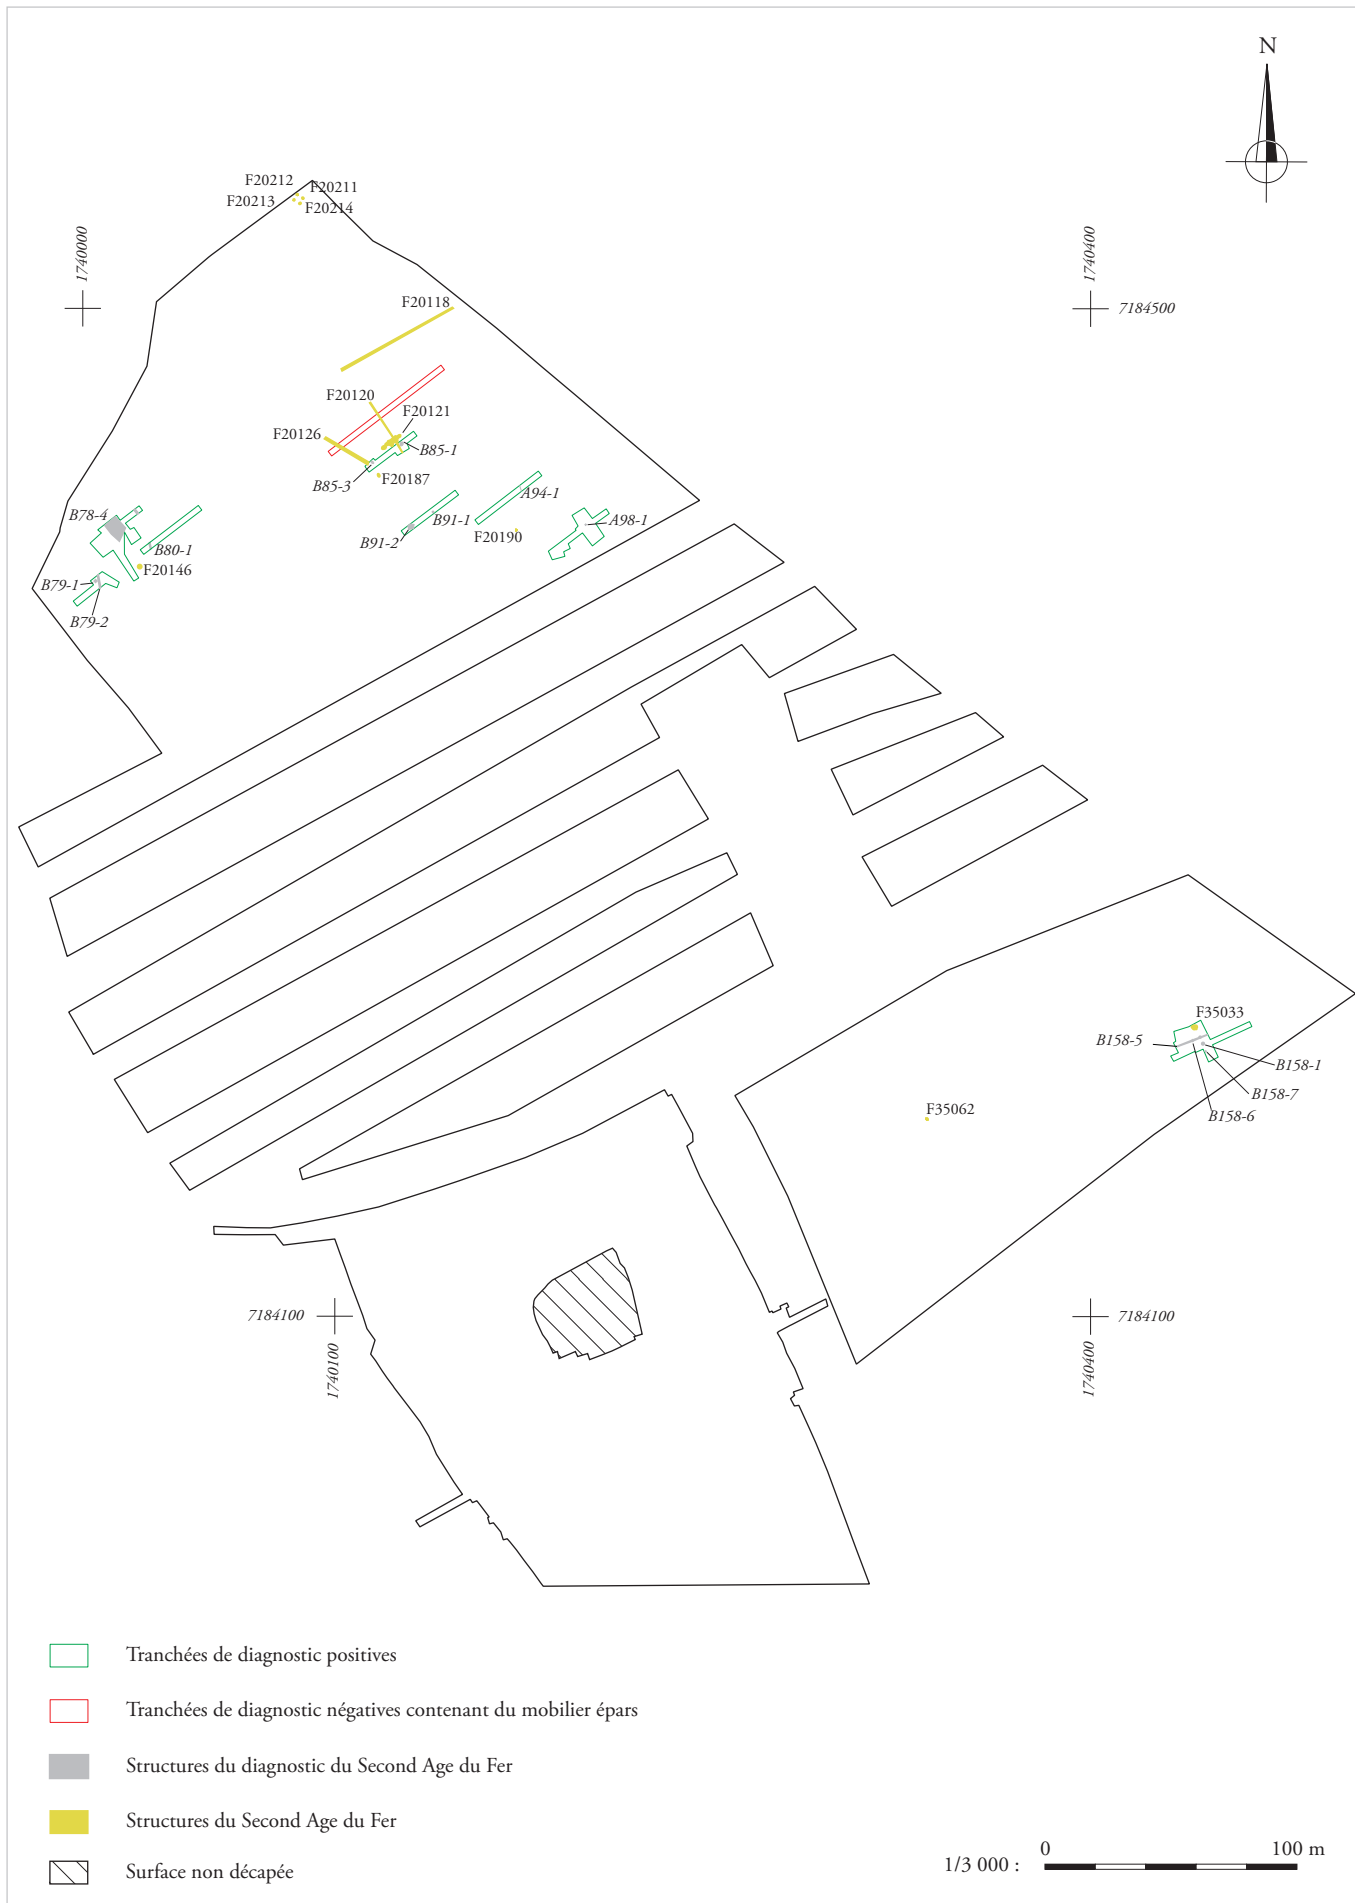 N
F20212
F20211
F20213
F20214
1740000
1740400
7184500
F20118
F20120
F20121
F20126
B85-1
B85-3
F20187
A94-1
B78-4
B91-1
A98-1
F20190
B91-2
B80-1
F20146
B79-1
B79-2
F35033
B158-5
B158-1
B158-7
F35062
B158-6
7184100
7184100
1740100
1740400
Tranchées de diagnostic positives
Tranchées de diagnostic négatives contenant du mobilier épars
Structures du diagnostic du Second Age du Fer
Structures du Second Age du Fer
Surface non décapée
0 100 m
1/3 000 :